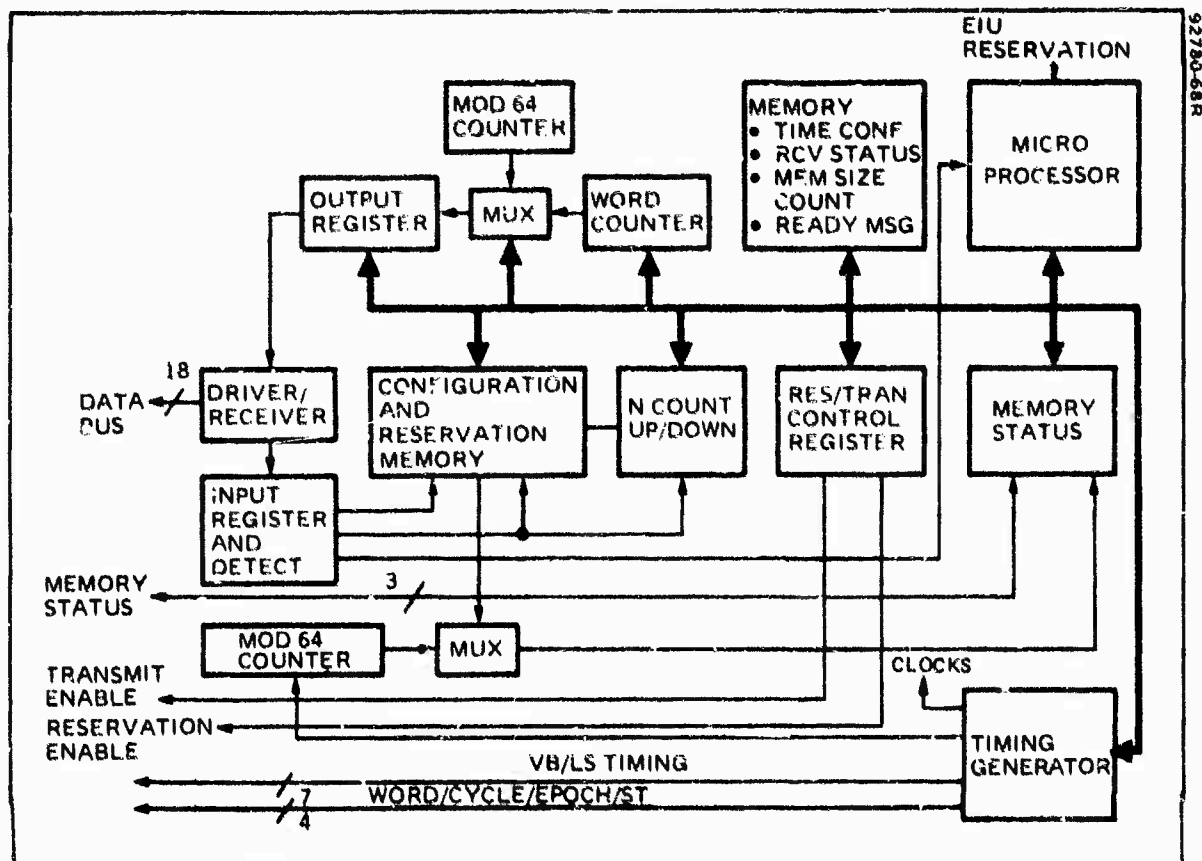 EIU
RESERVATION
92780-68R
MOD 64
COUNTER
MEMORY
• TIME CONF
• RCV STATUS
• MEM SIZE
COUNT
• READY MSG
MICRO
PROCESSOR
OUTPUT
REGISTER
MUX
WORD
COUNTER
18
DATA
BUS
DRIVER/
RECEIVER
CONFIGURATION
AND
RESERVATION
MEMORY
N COUNT
UP/DOWN
RES/TRAN
CONTROL
REGISTER
MEMORY
STATUS
INPUT
REGISTER
AND
DETECT
MEMORY
STATUS
3
MOD 64
COUNTER
MUX
CLOCKS
TRANSMIT
ENABLE
RESERVATION
ENABLE
TIMING
GENERATOR
VB/LS TIMING
7
WORD/CYCLE/EPOCH/ST
4